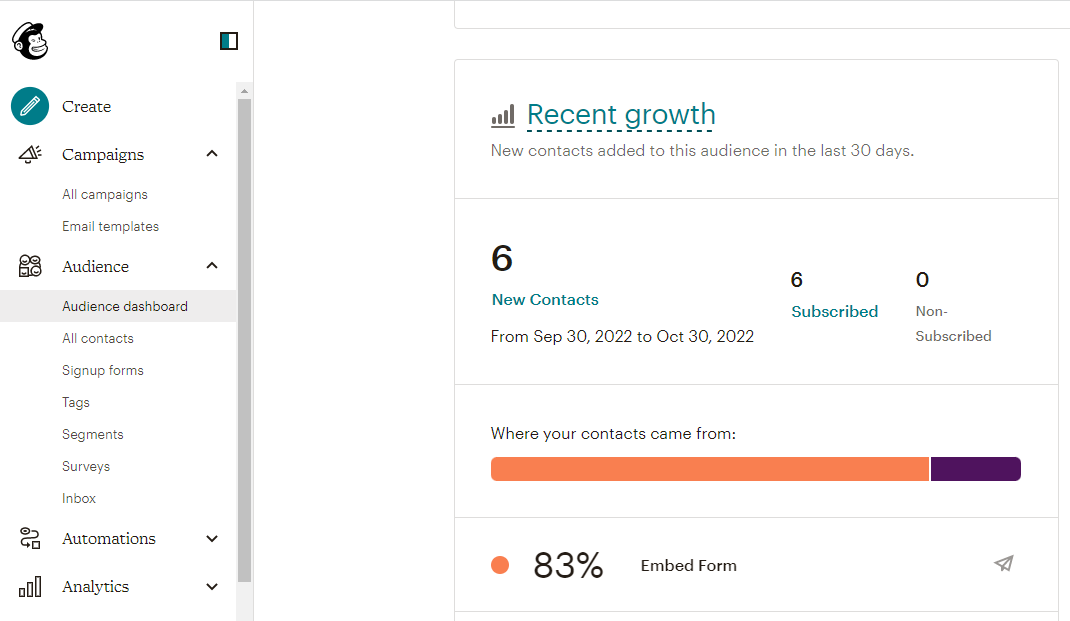 Create
Campaigns
All campaigns
Email templates
Audience
Audience dashboard
All contacts
Signup forms
Tags
Segments
Surveys
Inbox
Automations
Analytics
Recent growth
New contacts added to this audience in the last 30 days.
6
New Contacts
From Sep 30, 2022 to Oct 30, 2022
6
Subscribed
0
Non-
Subscribed
Where your contacts came from:
83% Embed Form